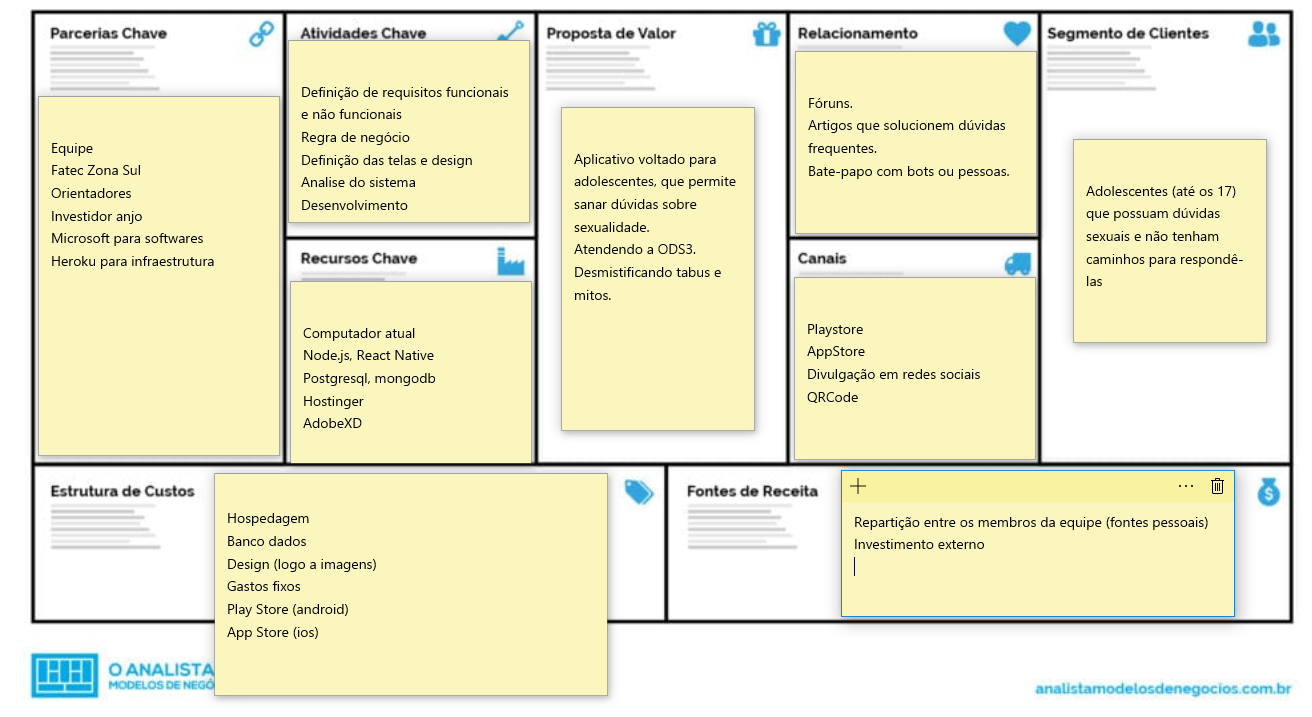 Parcerias Chave
Equipe
Fatec Zona Sul
Orientadores
Investidor anjo
Microsoft para softwares
Heroku para infraestrutura
Atividades Chave
Definição de requisitos funcionais
e não funcionais
Regra de negócio
Definição das telas e design
Analise do sistema
Desenvolvimento
Recursos Chave
Computador atual
Node.js, React Native
Postgresql, mongodb
Hostinger
AdobeXD
Proposta de Valor
Aplicativo voltado para
adolescentes, que permite
sanar dúvidas sobre
sexualidade.
Atendendo a ODS3.
Desmistificando tabus e
mitos.
Relacionamento
Fóruns.
Artigos que solucionem dúvidas
frequentes.
Bate-papo com bots ou pessoas.
Canais
Playstore
AppStore
Divulgação em redes sociais
QRCode
Segmento de Clientes
Adolescentes (até os 17)
que possuam dúvidas
sexuais e não tenham
caminhos para respondê-
las
Estrutura de Custos
Hospedagem
Banco dados
Design (logo a imagens)
Gastos fixos
Play Store (android)
App Store (ios)
Fontes de Receita
Repartição entre os membros da equipe (fontes pessoais)
Investimento externo
O ANALISTA
MODELOS DE NEGÓ
analistamodelosdenegocios.com.br